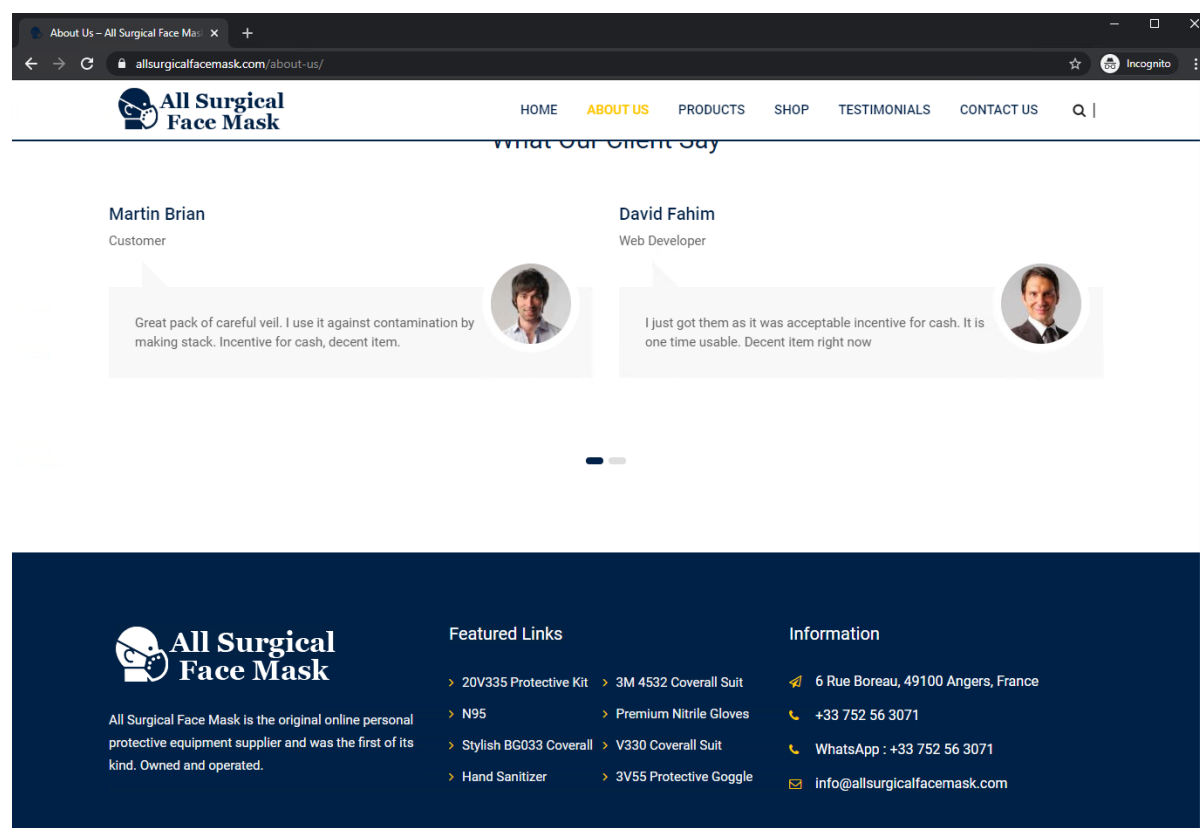 About Us – All Surgical Face Mas
allsurgicalfacemask.com/about-us/
Incognito
All Surgical
Face Mask
HOME ABOUT US PRODUCTS SHOP TESTIMONIALS CONTACT US
What Our Client Say
Martin Brian
Customer
Great pack of careful veil. I use it against contamination by
making stack. Incentive for cash, decent item.
David Fahim
Web Developer
I just got them as it was acceptable incentive for cash. It is
one time usable. Decent item right now
All Surgical
Face Mask
All Surgical Face Mask is the original online personal
protective equipment supplier and was the first of its
kind. Owned and operated.
Featured Links
20V335 Protective Kit
N95
Stylish BG033 Coverall
Hand Sanitizer
3M 4532 Coverall Suit
Premium Nitrile Gloves
V330 Coverall Suit
3V55 Protective Goggle
Information
6 Rue Boreau, 49100 Angers, France
+33 752 56 3071
WhatsApp : +33 752 56 3071
info@allsurgicalfacemask.com